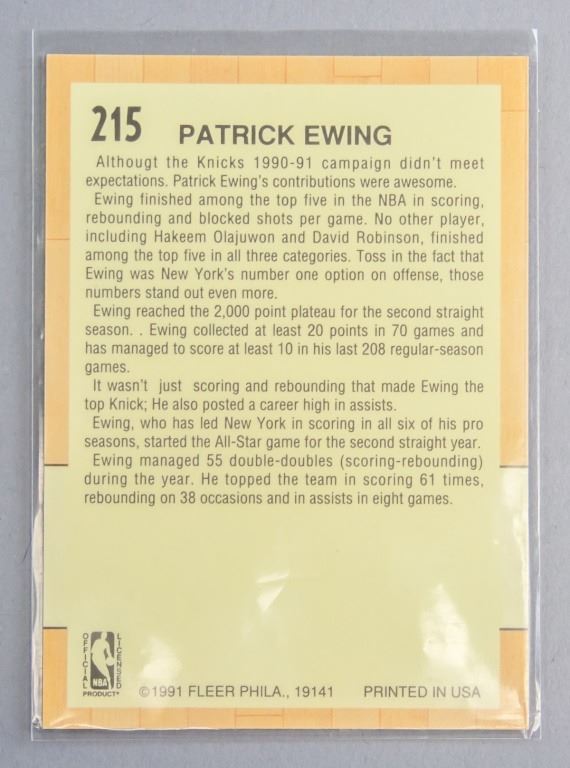 215 PATRICK EWING
Althougt the Knicks 1990-91 campaign didn't meet
expectations. Patrick Ewing's contributions were awesome.
Ewing finished among the top five in the NBA in scoring,
rebounding and blocked shots per game. No other player,
including Hakeem Olajuwon and David Robinson, finished
among the top five in all three categories. Toss in the fact that
Ewing was New York's number one option on offense, those
numbers stand out even more.
Ewing reached the 2,000 point plateau for the second straight
season. . Ewing collected at least 20 points in 70 games and
has managed to score at least 10 in his last 208 regular-season
games.
It wasn't just scoring and rebounding that made Ewing the
top Knick; He also posted a career high in assists.
Ewing, who has led New York in scoring in all six of his pro
seasons, started the All-Star game for the second straight year.
Ewing managed 55 double-doubles (scoring-rebounding)
during the year. He topped the team in scoring 61 times,
rebounding on 38 occasions and in assists in eight games.
OFFICIAL
LICENSED
NBA
PRODUCT®
©1991 FLEER PHILA., 19141 PRINTED IN USA